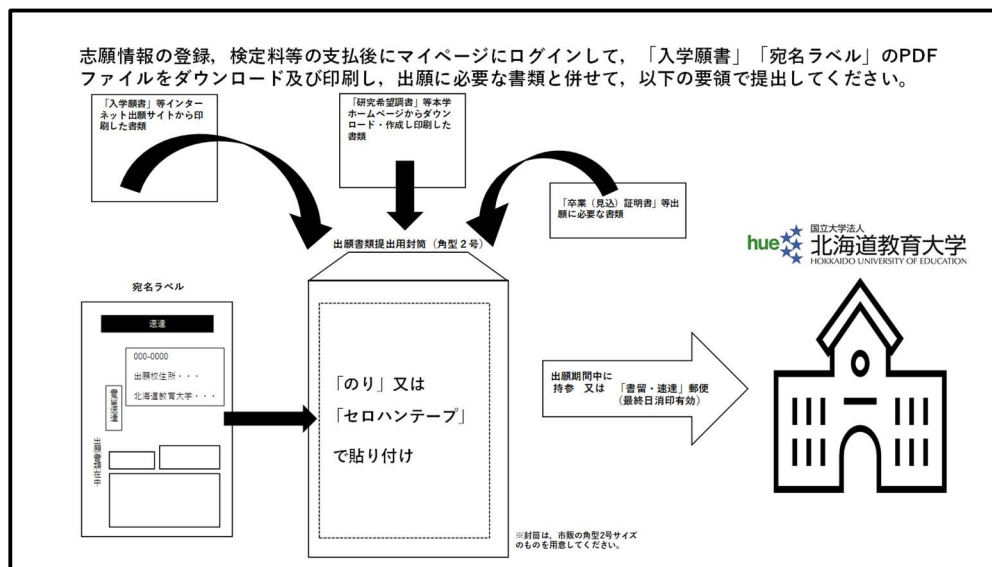 志願情報の登録，検定料等の支払後にマイページにログインして，「入学願書」「宛名ラベル」のPDF
ファイルをダウンロード及び印刷し，出願に必要な書類と併せて，以下の要領で提出してください。
「入学願書」等インター
ネット出願サイトから印
刷した書類
「研究希望調書」等本学
ホームページからダウン
ロード・作成し印刷した
書類
「卒業（見込）証明書」等出
願に必要な書類
出願書類提出用封筒（角型２号）
宛名ラベル
速達
000-0000
出願校住所・・・
北海道教育大学・・・
出願書類在中
「のり」又は
「セロハンテープ」
で貼り付け
※封筒は，市販の角型2号サイズ
のものを用意してください。
出願期間中に
持参 又は 「書留・速達」郵便
（最終日消印有効）
hue
国立大学法人
北海道教育大学
HOKKAIDO UNIVERSITY OF EDUCATION